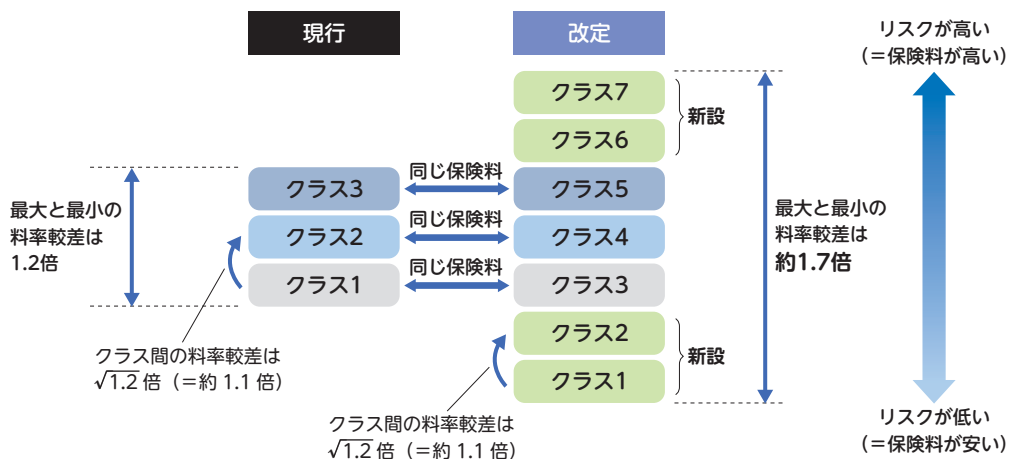 現行
改定
リスクが高い
（＝保険料が高い）
クラス7
クラス6
新設
クラス3
同じ保険料
クラス5
クラス2
同じ保険料
クラス4
クラス1
同じ保険料
クラス3
最大と最小の
料率較差は
1.2倍
最大と最小の
料率較差は
約1.7倍
クラス2
クラス1
新設
クラス間の料率較差は
√1.2 倍（＝約 1.1 倍）
クラス間の料率較差は
√1.2 倍（＝約 1.1 倍）
リスクが低い
（＝保険料が安い）